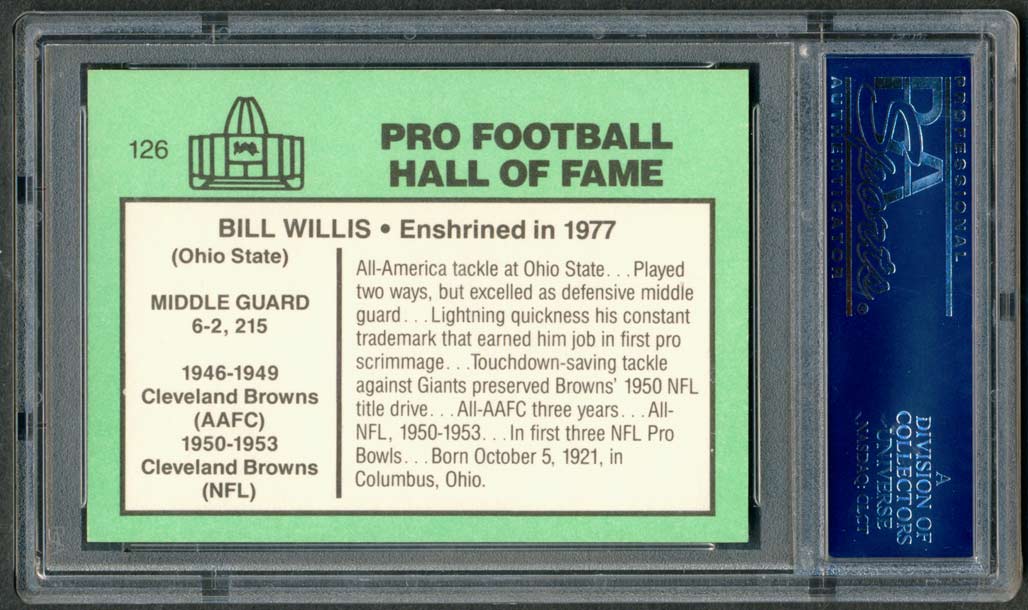 126
PRO FOOTBALL
HALL OF FAME
BILL WILLIS • Enshrined in 1977
(Ohio State)
MIDDLE GUARD
6-2, 215
1946-1949
Cleveland Browns
(AAFC)
1950-1953
Cleveland Browns
(NFL)
All-America tackle at Ohio State. . .Played
two ways, but excelled as defensive middle
guard. . .Lightning quickness his constant
trademark that earned him job in first pro
scrimmage. . .Touchdown-saving tackle
against Giants preserved Browns' 1950 NFL
title drive. . .All-AAFC three years. . .All-
NFL, 1950-1953. . .In first three NFL Pro
Bowls. . .Born October 5, 1921, in
Columbus, Ohio.
PROFESSIONAL
PSA
Sports
AUTHENTICATOR
®
A
DIVISION OF
COLLECTORS
UNIVERSE
NASDAQ: CLCT